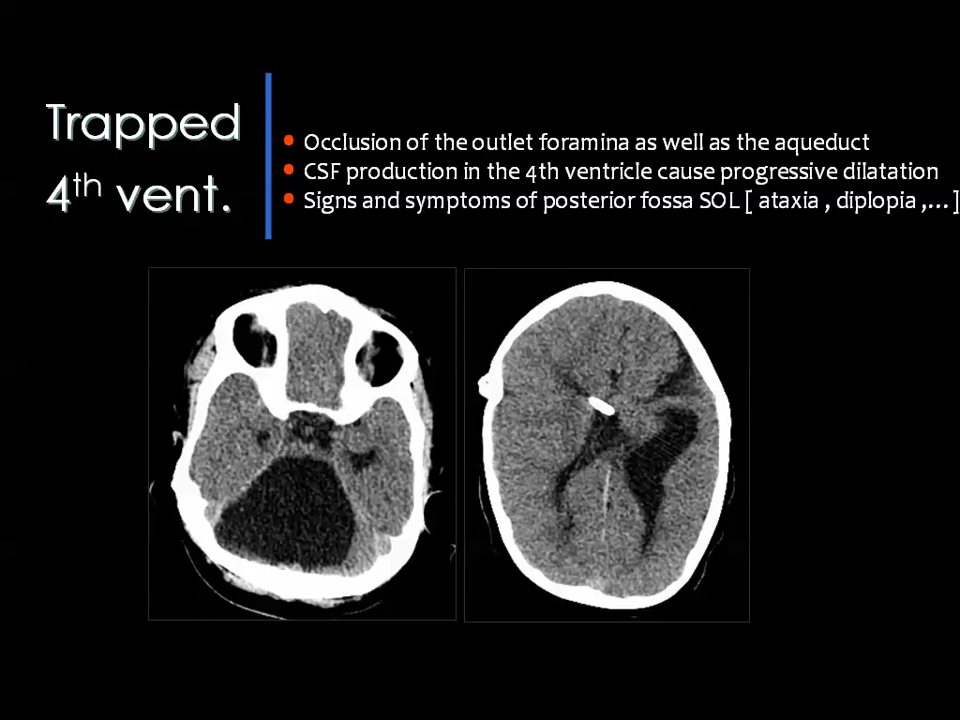 Trapped
4th vent.
• Occlusion of the outlet foramina as well as the aqueduct
• CSF production in the 4th ventricle cause progressive dilatation
• Signs and symptoms of posterior fossa SOL [ ataxia , diplopia ,...]